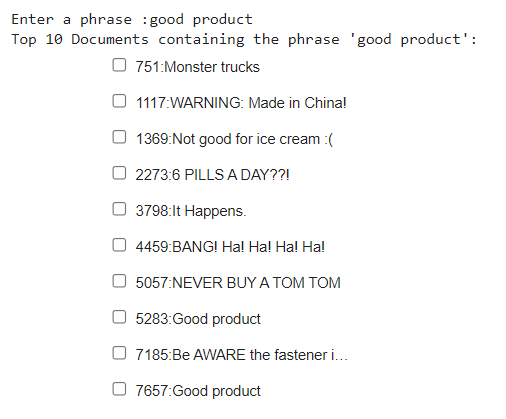 Enter a phrase :good product
Top 10 Documents containing the phrase 'good product':
751:Monster trucks
1117:WARNING: Made in China!
1369:Not good for ice cream :(
2273:6 PILLS A DAY??!
3798:It Happens.
4459:BANG! Ha! Ha! Ha! Ha!
5057:NEVER BUY A TOM TOM
5283:Good product
7185:Be AWARE the fastener i...
7657:Good product